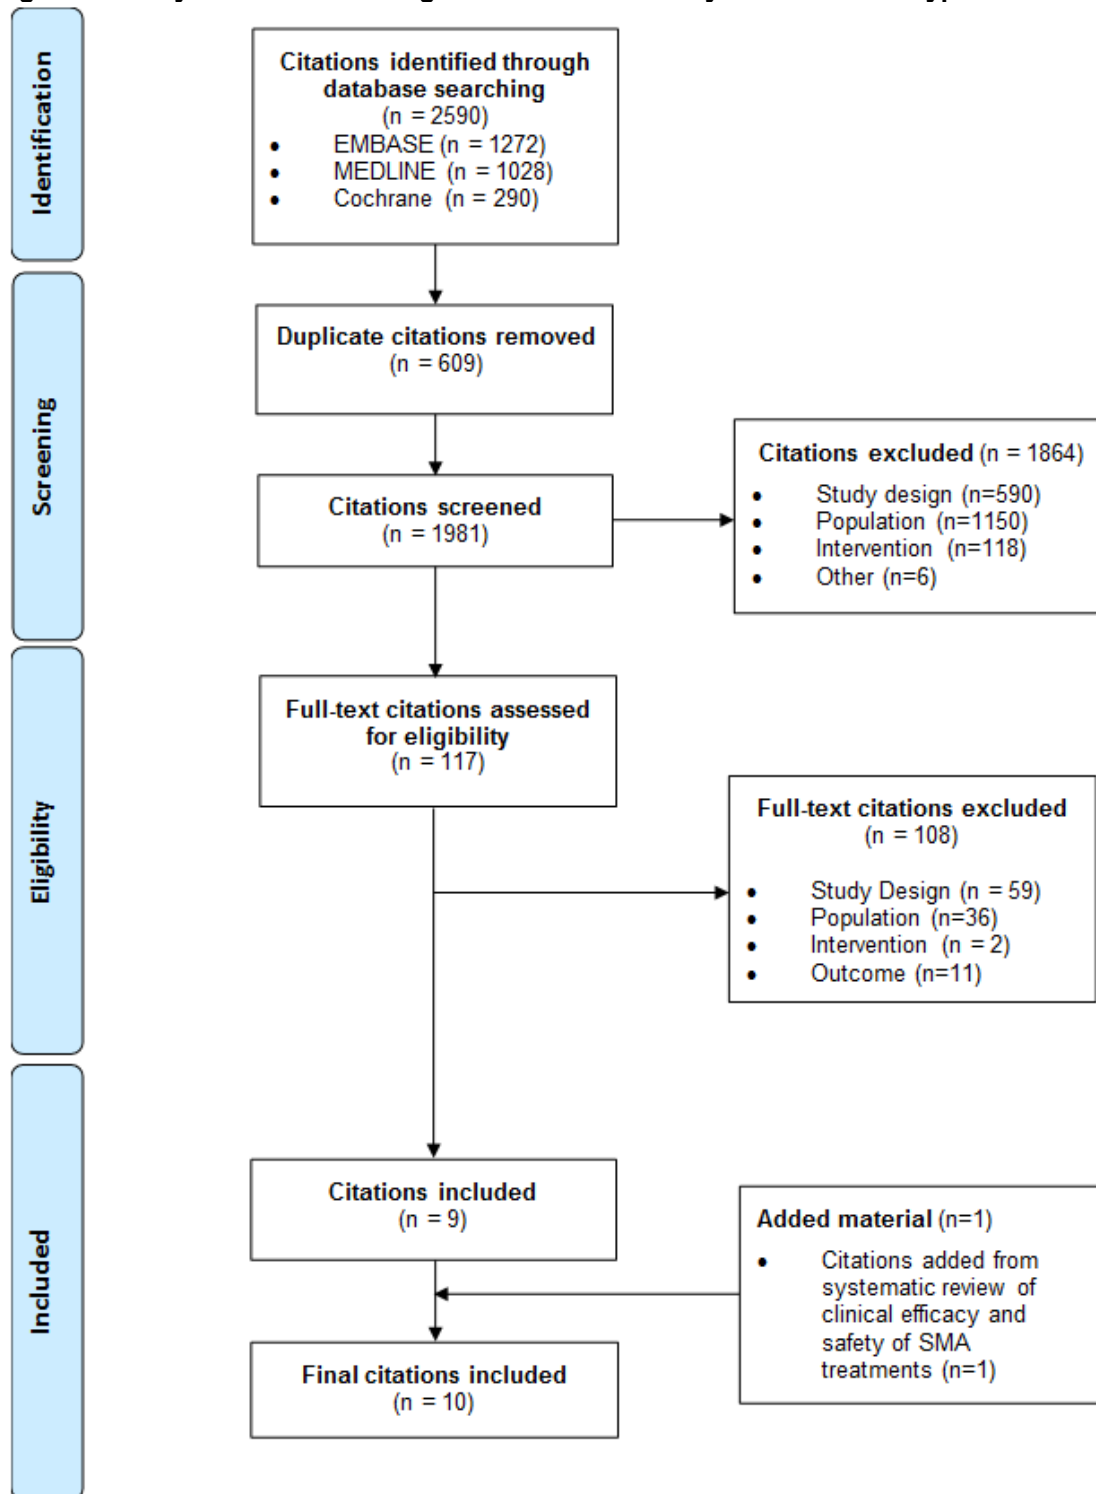 Identification
Citations identified through
database searching
(n = 2590)
• EMBASE (n = 1272)
• MEDLINE (n = 1028)
• Cochrane (n = 290)
Screening
Duplicate citations removed
(n = 609)
Citations screened
(n = 1981)
Citations excluded (n = 1864)
• Study design (n=590)
• Population (n=1150)
• Intervention (n=118)
• Other (n=6)
Eligibility
Full-text citations assessed
for eligibility
(n = 117)
Full-text citations excluded
(n = 108)
• Study Design (n = 59)
• Population (n=36)
• Intervention (n = 2)
• Outcome (n=11)
Included
Citations included
(n = 9)
Added material (n=1)
• Citations added from
systematic review of
clinical efficacy and
safety of SMA
treatments (n=1)
Final citations included
(n = 10)